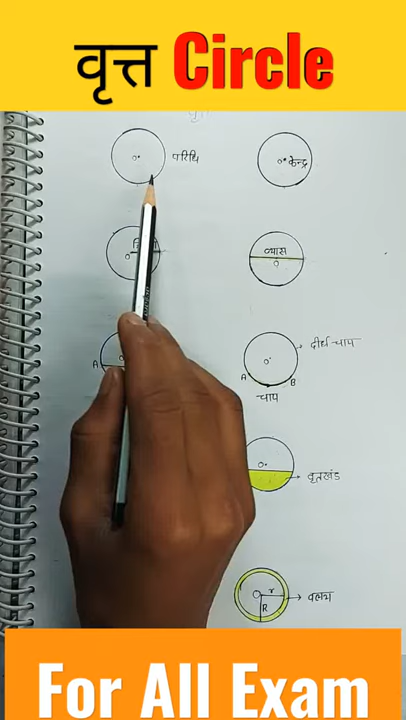 वृत्त Circle
O
परिधि
O
केन्द्र
O
व्यास
O
A
O
दीर्घ चाप
A
B
चाप
O
वृत्तखंड
O
r
R
वलय
For All Exam